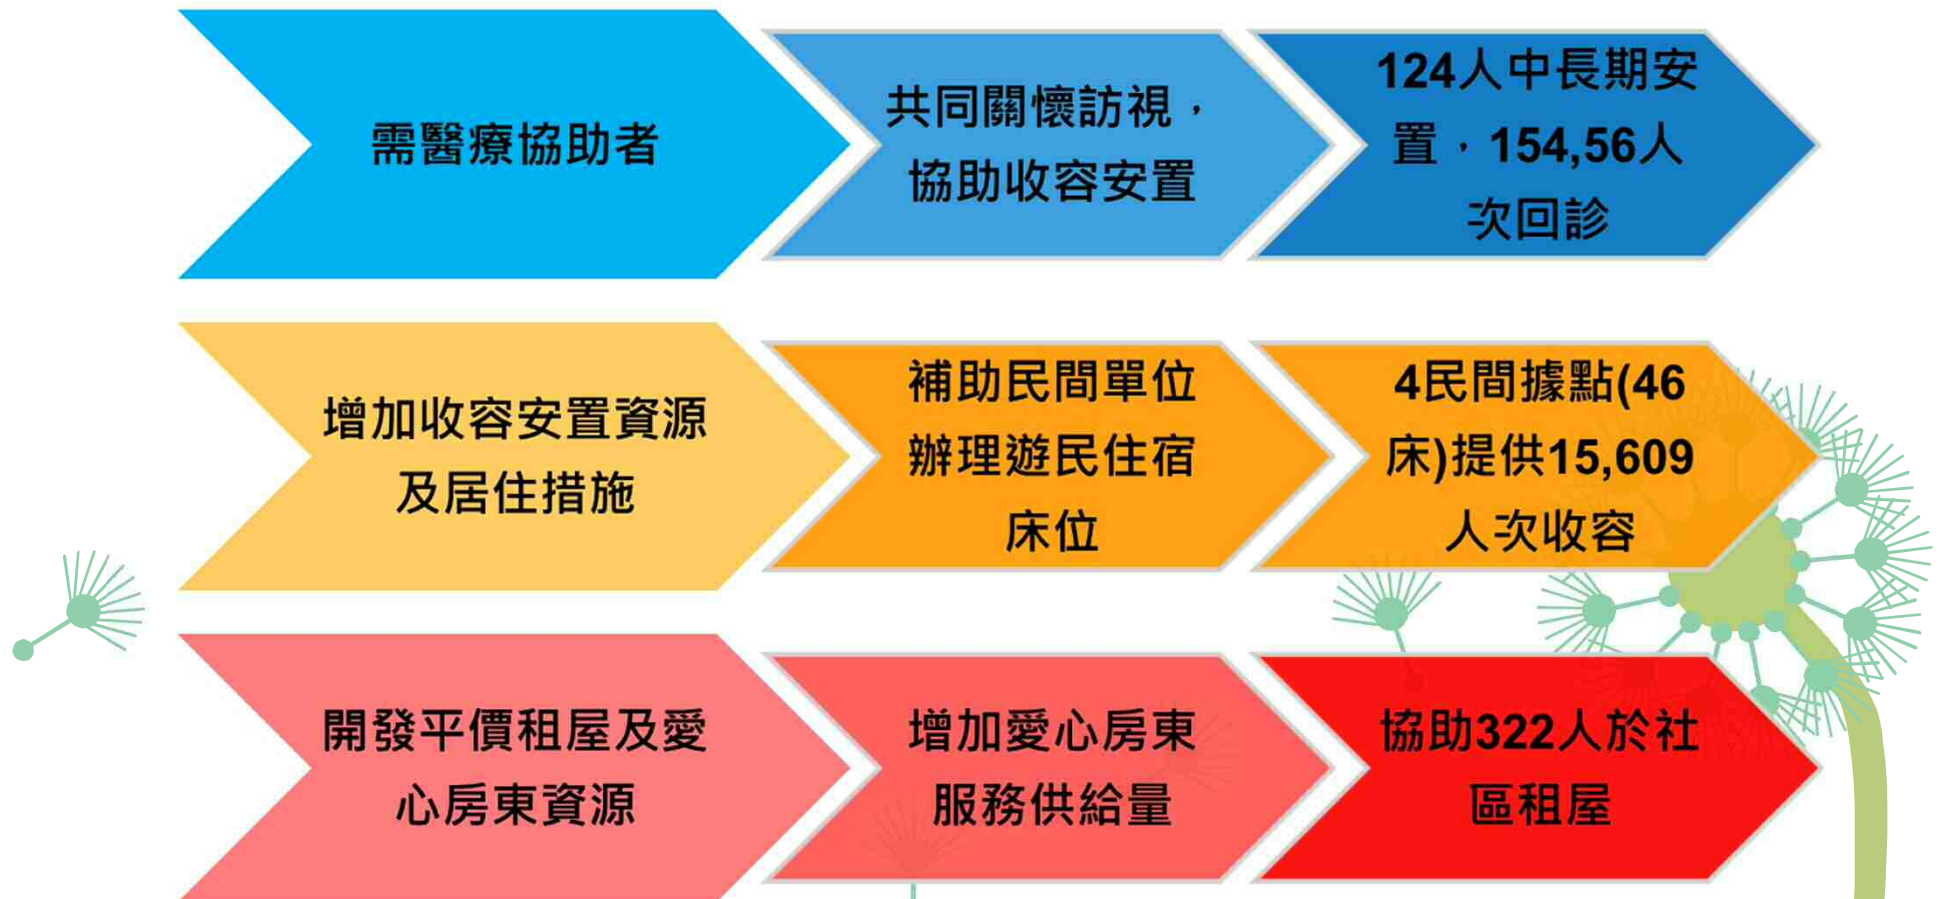 需醫療協助者
共同關懷訪視，
協助收容安置
124人中長期安
置，154,56人
次回診
增加收容安置資源
及居住措施
補助民間單位
辦理遊民住宿
床位
4民間據點(46
床)提供15,609
人次收容
開發平價租屋及愛
心房東資源
增加愛心房東
服務供給量
協助322人於社
區租屋